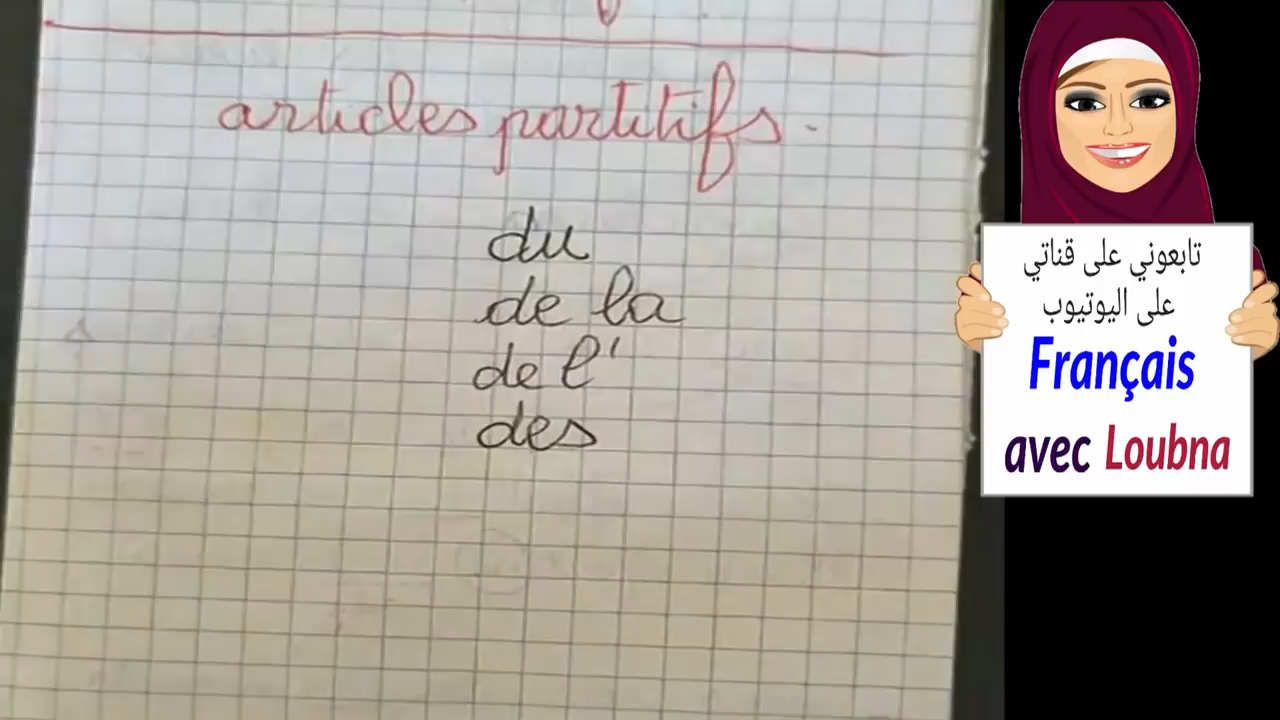 articles partitifs.
du
de la
de l'
des
تابعوني على قناتي
على اليوتيوب
Français
avec Loubna